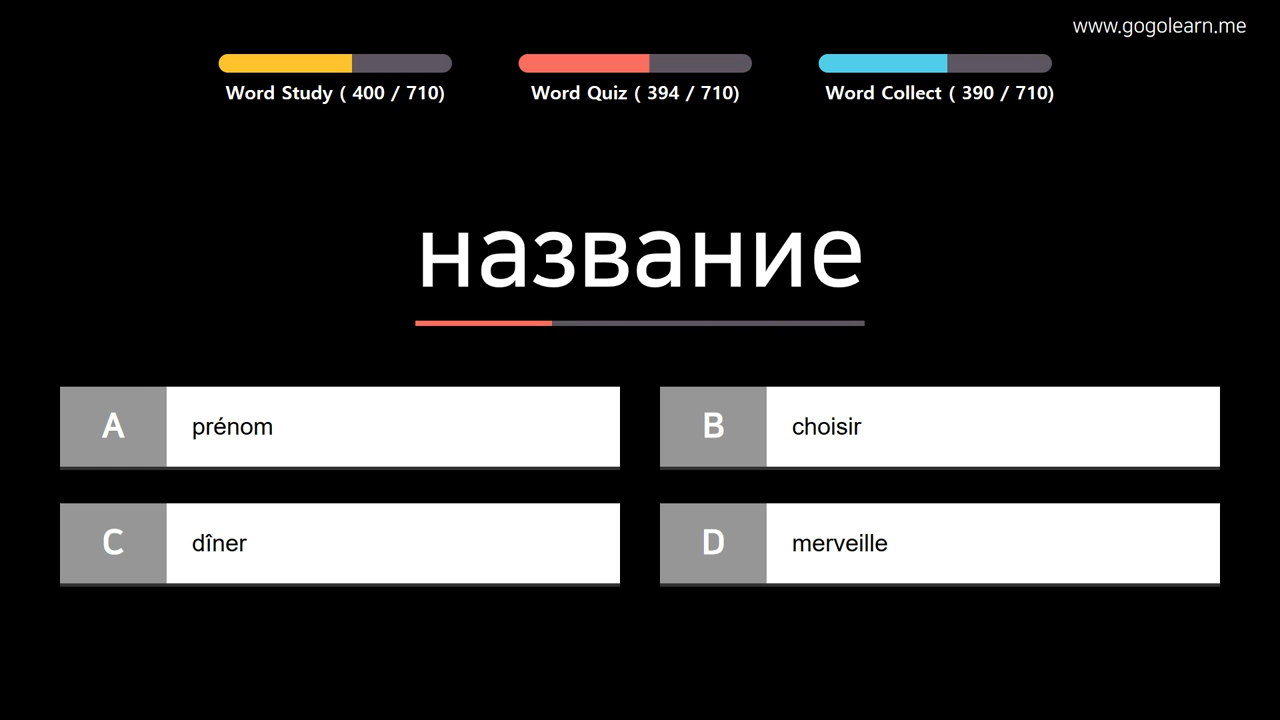 www.gogolearn.me
Word Study ( 400 / 710)
Word Quiz ( 394 / 710)
Word Collect ( 390 / 710)
название
A prénom
B choisir
C dîner
D merveille